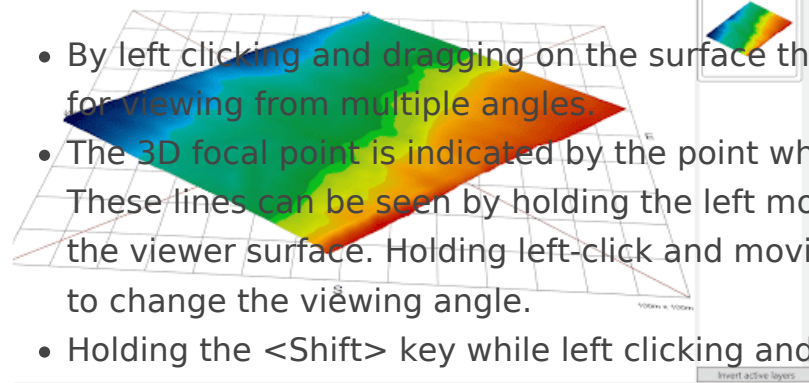 • By left clicking and dragging on the surface th
for viewing from multiple angles.
E
• The 3D focal point is indicated by the point wh
These lines can be seen by holding the left mo
the viewer surface. Holding left-click and movi
to change the viewing angle.
S
100m x 100m
• Holding the <Shift> key while left clicking and
Invert active layers